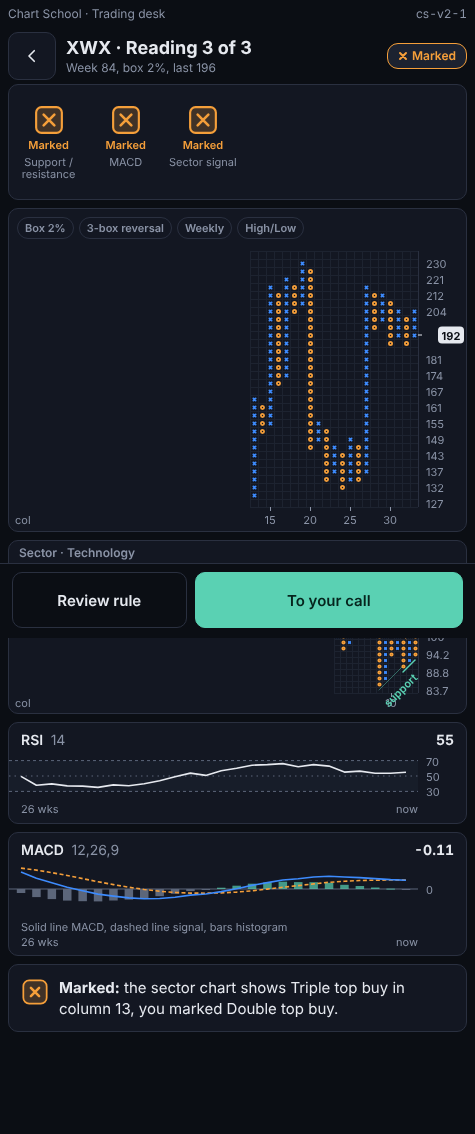 Chart School · Trading desk
cs-v2-1
XWX · Reading 3 of 3
Week 84, box 2%, last 196
Marked
Marked
Marked
Marked
Support / resistance
MACD
Sector signal
Box 2%
3-box reversal
Weekly
High/Low
230
221
212
204
192
181
174
167
161
155
149
143
137
132
127
col
15
20
25
30
Sector · Technology
Review rule
To your call
94.2
88.8
83.7
support
col
RSI 14
55
70
50
30
26 wks
now
MACD 12,26,9
-0.11
0
Solid line MACD, dashed line signal, bars histogram
26 wks
now
Marked: the sector chart shows Triple top buy in
column 13, you marked Double top buy.